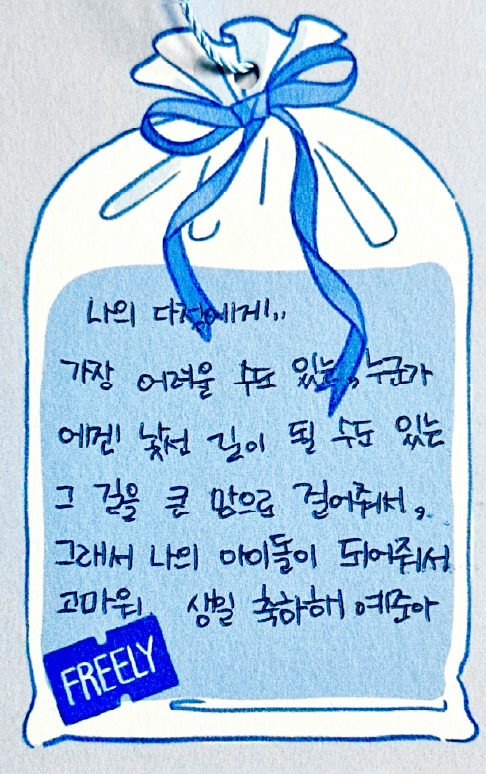 나의 다정에게!..
가장 어려울 수도 있는, 누군가
에겐 낯선 길이 될 수도 있는
그 길을 큰 맘으로 걸어줘서,
그래서 나의 아이돌이 되어줘서
고마워. 생일 축하해 예준아
FREELY